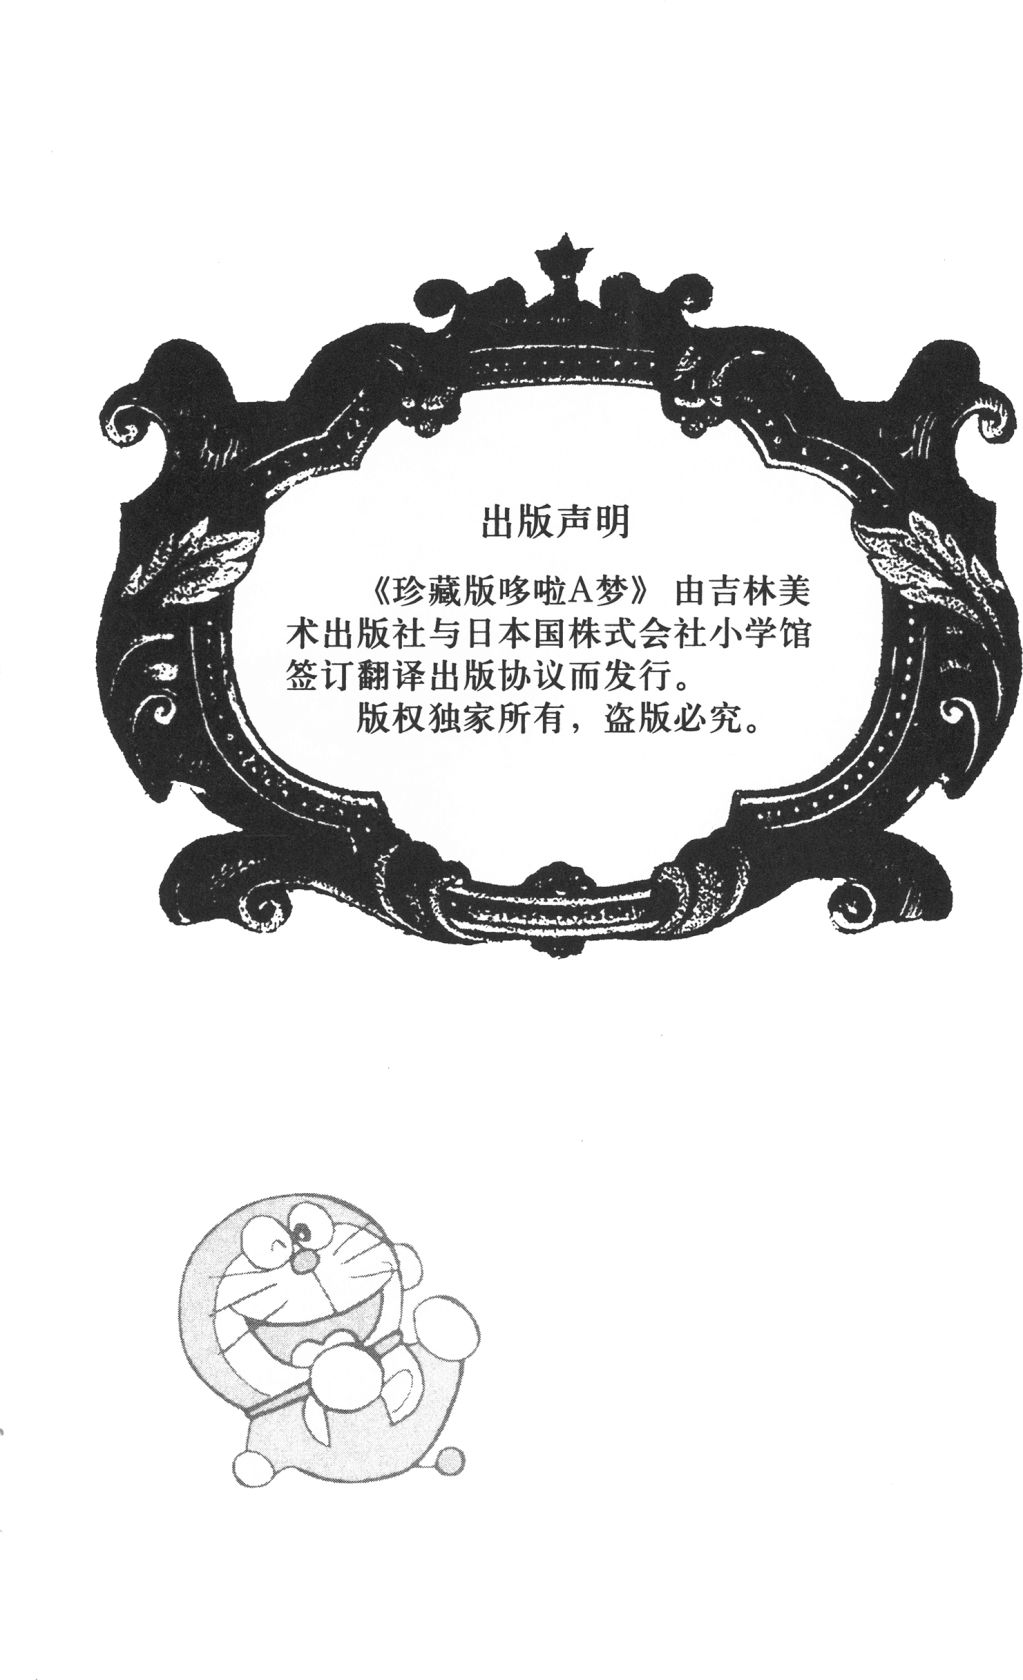 出版声明
《珍藏版哆啦A梦》 由吉林美
术出版社与日本国株式会社小学馆
签订翻译出版协议而发行。
版权独家所有，盗版必究。